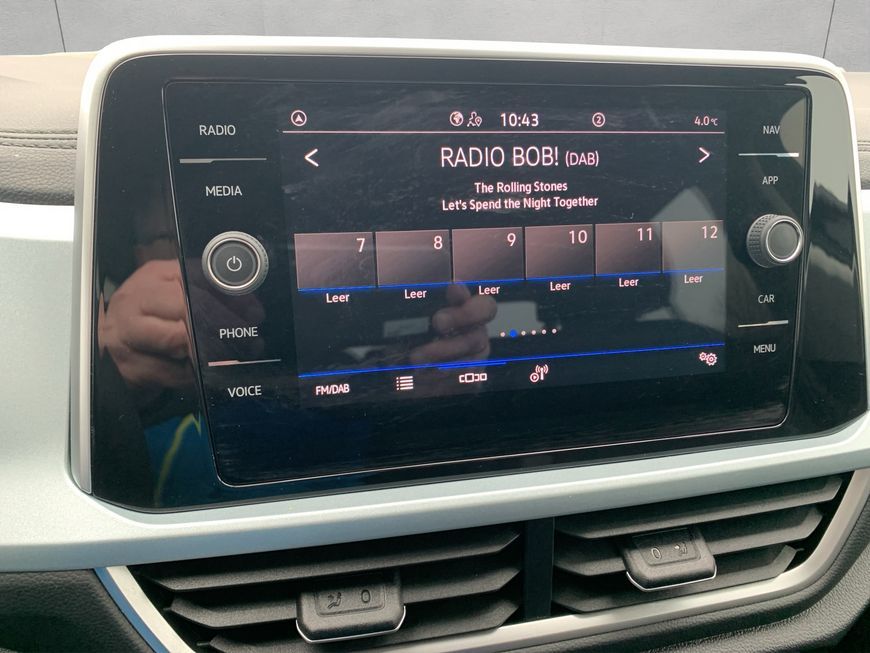 RADIO
MEDIA
PHONE
VOICE
10:43
2
4.0 °C
< RADIO BOB! (DAB) >
The Rolling Stones
Let's Spend the Night Together
7 8 9 10 11 12
Leer Leer Leer Leer Leer Leer
FM/DAB
NAV
APP
CAR
MENU
0
0